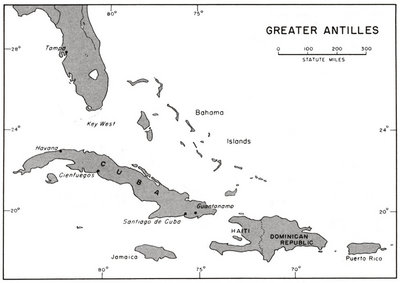 80°
75°
GREATER ANTILLES
0 100 200 300
STATUTE MILES
Tampa
28°
28°
Key West
Bahama
Islands
24°
24°
Havana
CUBA
Cienfuegos
Guantanamo
20°
20°
Santiago de Cuba
HAITI
DOMINICAN
REPUBLIC
Jamaica
Puerto Rico
80°
75°
70°